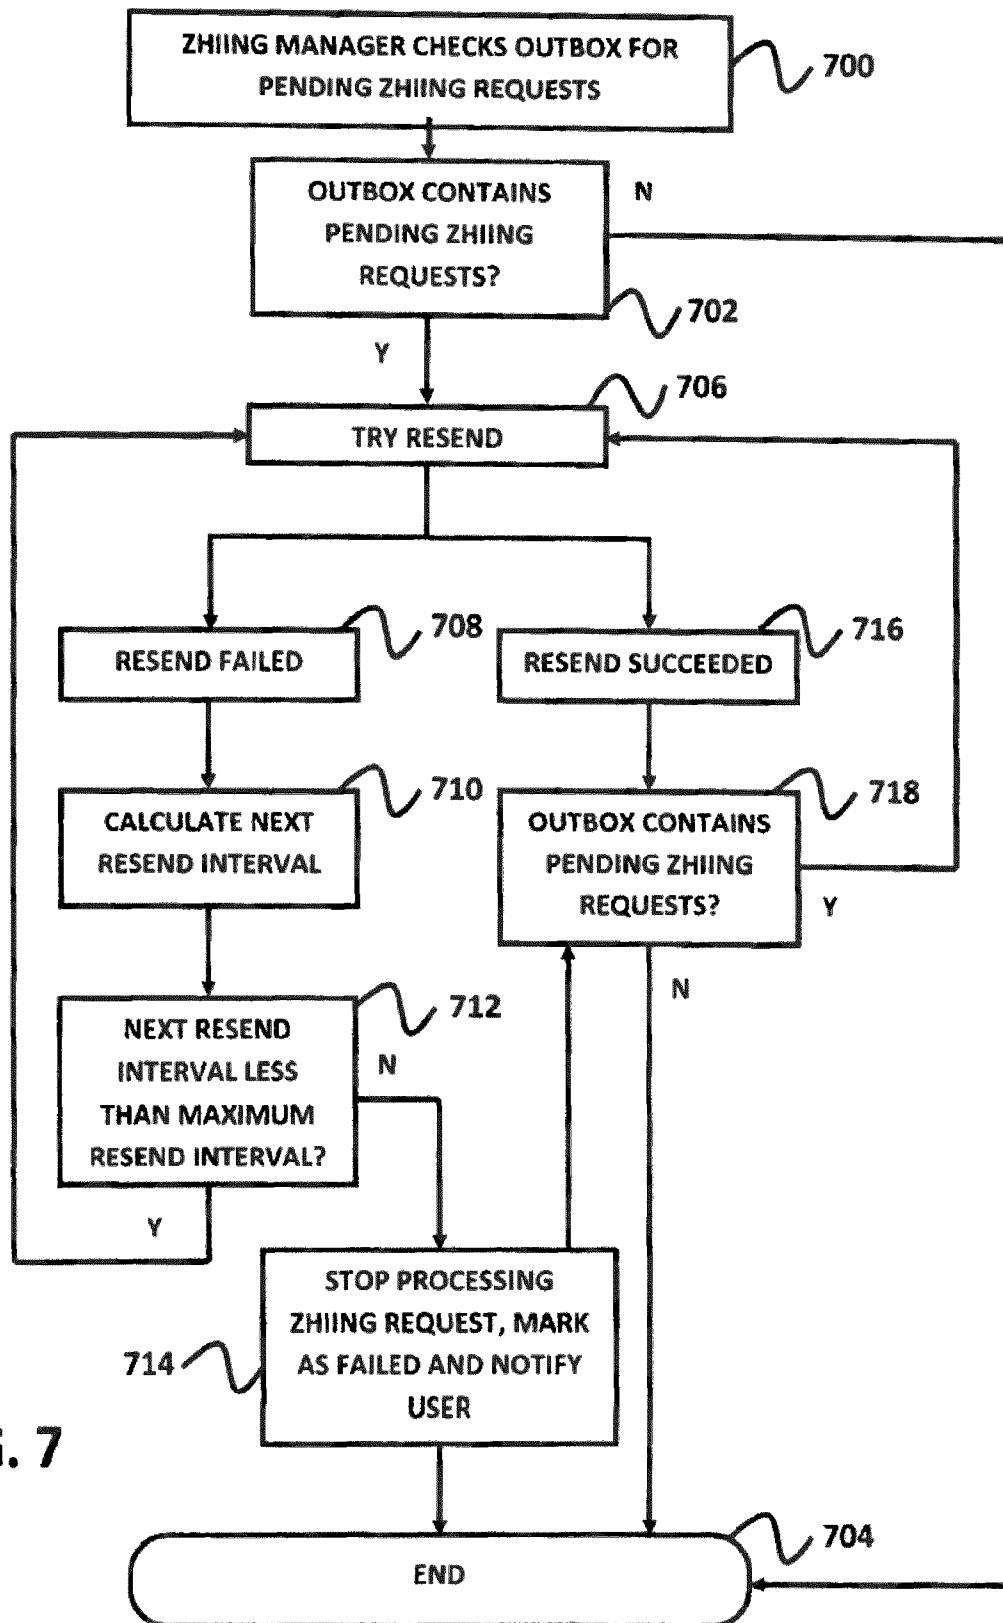 ZHIING MANAGER CHECKS OUTBOX FOR
PENDING ZHIING REQUESTS
700
OUTBOX CONTAINS
PENDING ZHIING
REQUESTS?
N
702
Y
706
TRY RESEND
708
RESEND FAILED
716
RESEND SUCCEEDED
710
CALCULATE NEXT
RESEND INTERVAL
718
OUTBOX CONTAINS
PENDING ZHIING
REQUESTS?
Y
N
712
NEXT RESEND
INTERVAL LESS
THAN MAXIMUM
RESEND INTERVAL?
N
Y
STOP PROCESSING
ZHIING REQUEST, MARK
AS FAILED AND NOTIFY
USER
714
. 7
704
END